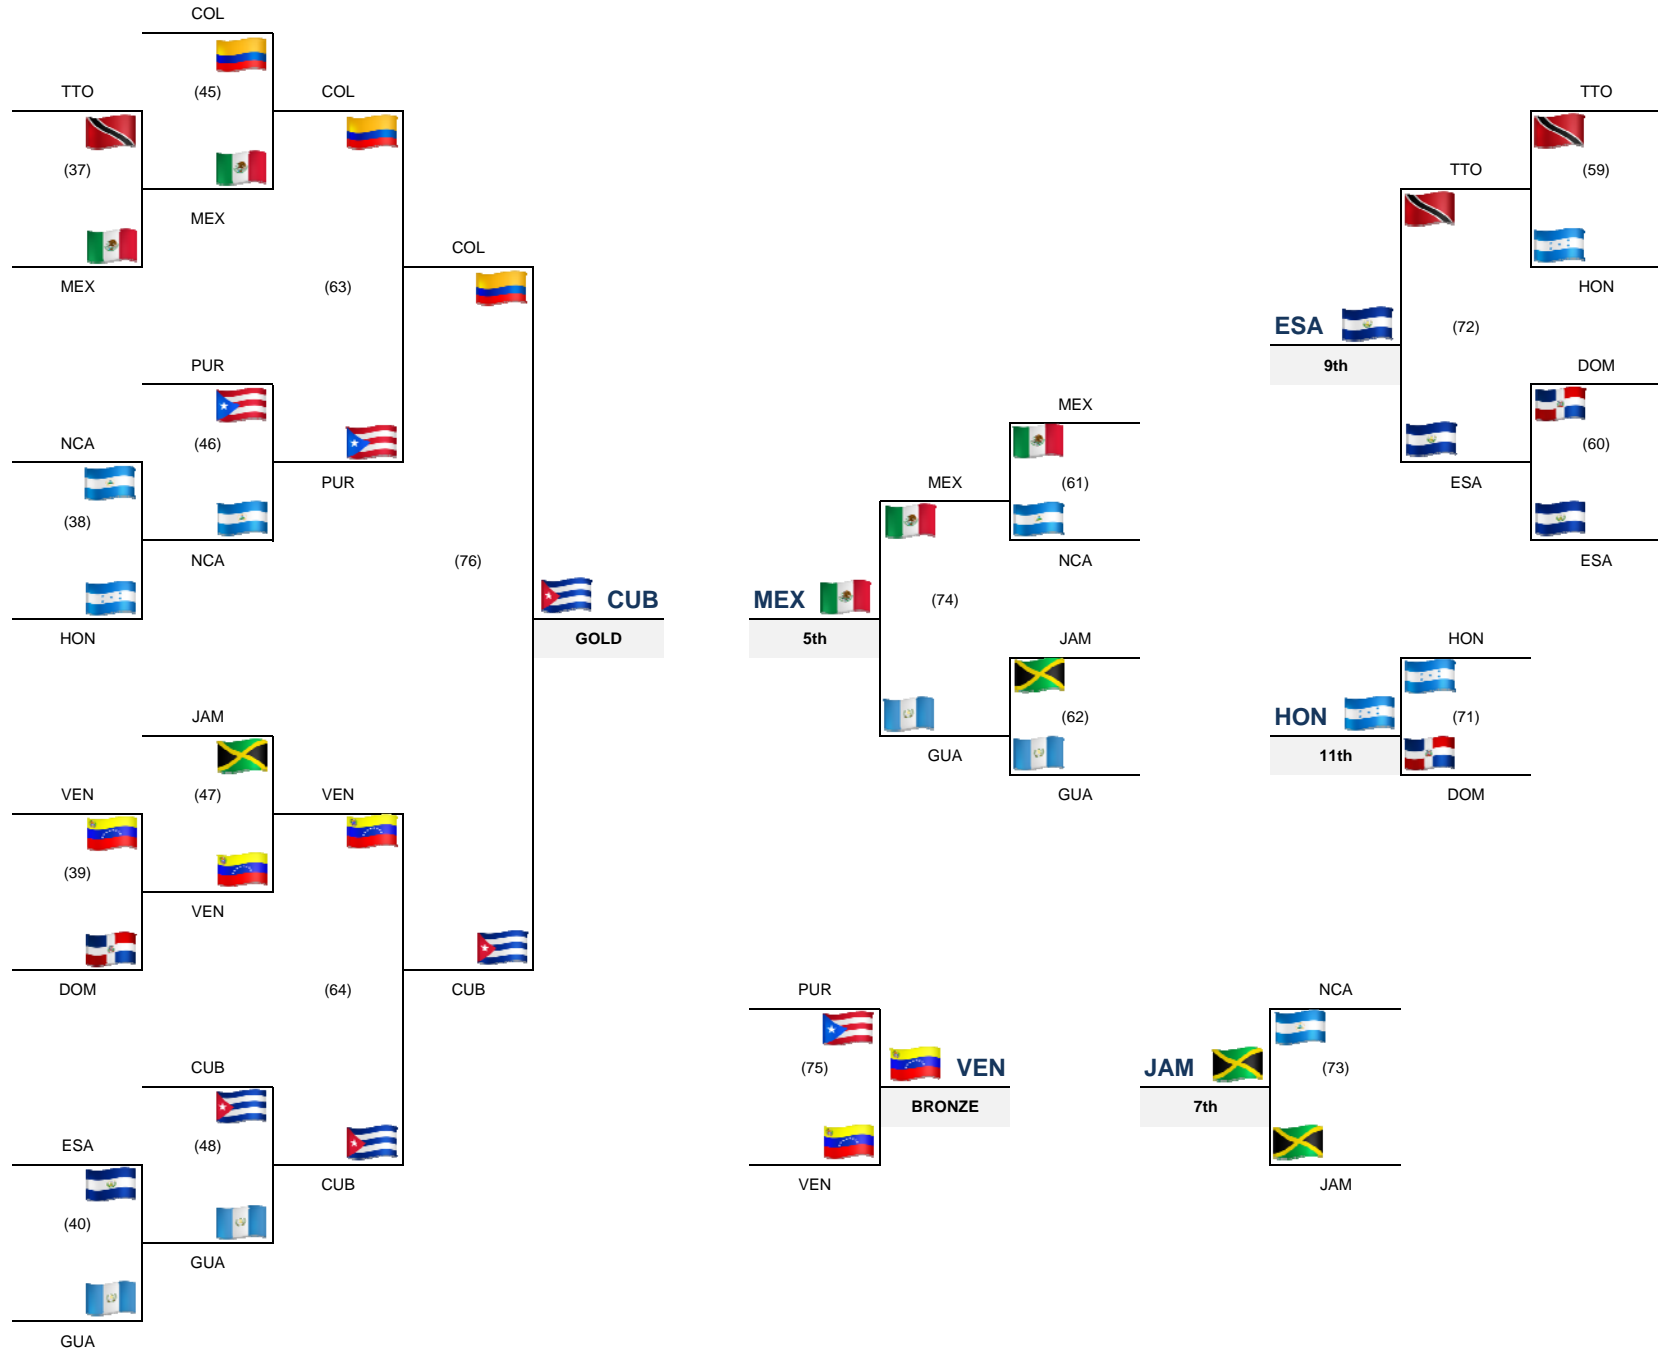 COL
(45)
TTO
COL
(37)
MEX
MEX
COL
(63)
PUR
NCA
(46)
PUR
(38)
NCA
HON
(76)
CUB
GOLD
JAM
VEN
(47)
VEN
(39)
VEN
DOM
(64)
CUB
CUB
ESA
(48)
CUB
(40)
GUA
GUA
MEX
MEX
(61)
NCA
MEX
5th
(74)
JAM
(62)
GUA
GUA
TTO
TTO
(59)
HON
ESA
9th
(72)
DOM
(60)
ESA
ESA
HON
HON
11th
(71)
DOM
PUR
(75)
VEN
BRONZE
VEN
NCA
JAM
7th
(73)
JAM